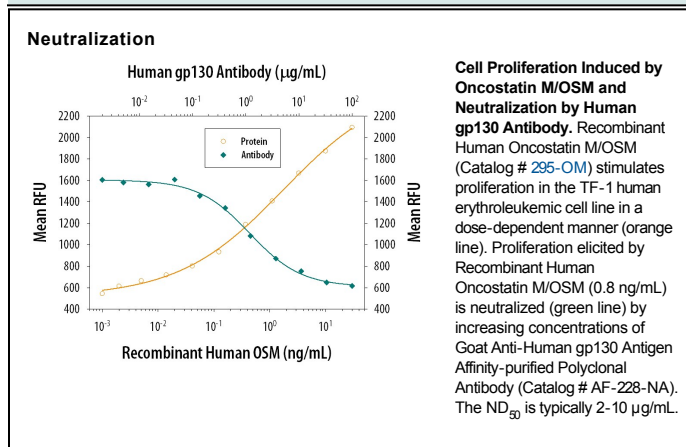 Neutralization
Human gp130 Antibody (µg/mL)
10-2 10-1 100 101 102
2200 2000 1800 1600 1400 1200 1000 800 600 400
Mean RFU
Protein
Antibody
2200 2000 1800 1600 1400 1200 1000 800 600 400
Mean RFU
10-3 10-2 10-1 100 101
Recombinant Human OSM (ng/mL)
Cell Proliferation Induced by
Oncostatin M/OSM and
Neutralization by Human
gp130 Antibody. Recombinant
Human Oncostatin M/OSM
(Catalog # 295-OM) stimulates
proliferation in the TF-1 human
erythroleukemic cell line in a
dose-dependent manner (orange
line). Proliferation elicited by
Recombinant Human
Oncostatin M/OSM (0.8 ng/mL)
is neutralized (green line) by
increasing concentrations of
Goat Anti-Human gp130 Antigen
Affinity-purified Polyclonal
Antibody (Catalog # AF-228-NA).
The ND50 is typically 2-10 µg/mL.